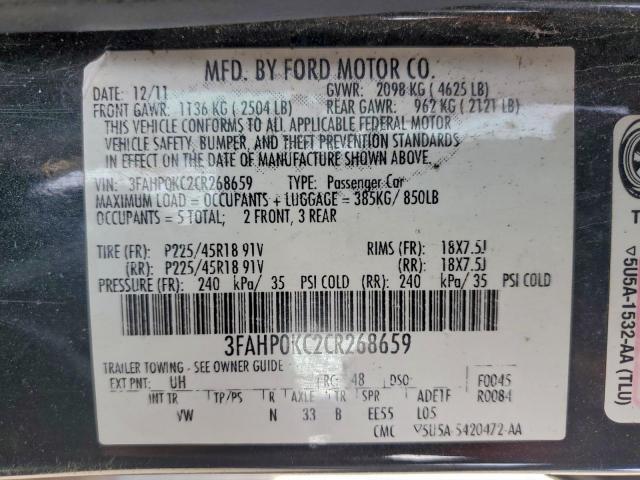 MFD. BY FORD MOTOR CO.
DATE: 12/11 GVWR: 2098 KG ( 4625 LB)
FRONT GAWR: 1136 KG ( 2504 LB) REAR GAWR: 962 KG ( 2121 LB)
THIS VEHICLE CONFORMS TO ALL APPLICABLE FEDERAL MOTOR
VEHICLE SAFETY, BUMPER, AND THEFT PREVENTION STANDARDS
IN EFFECT ON THE DATE OF MANUFACTURE SHOWN ABOVE.
VIN: 3FAHP0KC2CR268659 TYPE: Passenger Car
MAXIMUM LOAD = OCCUPANTS + LUGGAGE = 385KG/ 850LB
OCCUPANTS = 5 TOTAL; 2 FRONT, 3 REAR
TIRE (FR): P225/45R18 91V RIMS (FR): 18X7.5J
(RR): P225/45R18 91V (RR): 18X7.5J
PRESSURE (FR): 240 kPa/ 35 PSI COLD (RR): 240 kPa/ 35 PSI COLD
3FAHP0KC2CR268659
TRAILER TOWING - SEE OWNER GUIDE
EXT PNT: UH RC: 48 DSO: F0045
R0084
INT TR TP/PS R AXLE TR SPR ADE1F
VW N 33 B EE55 L05
CMC ▽5U5A-5420472-AA
▽5U5A-1532-AA (TLU)